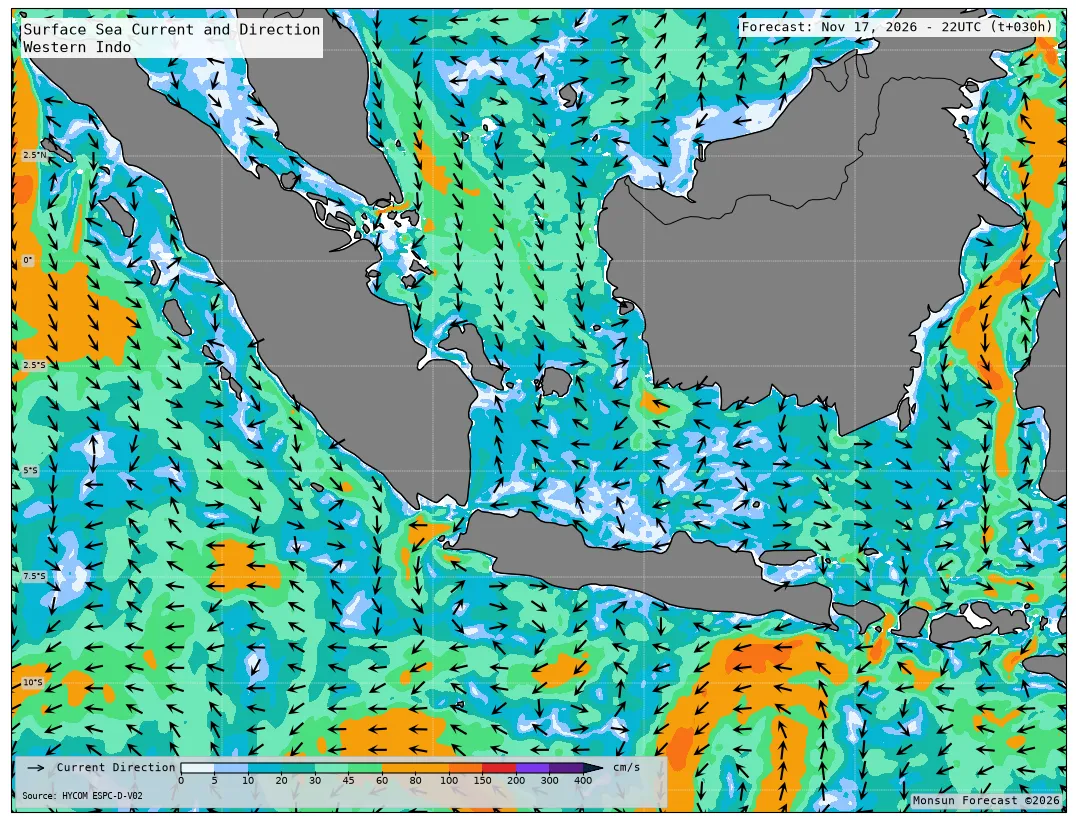 Surface Sea Current and Direction
Western Indo
Forecast: Nov 17, 2026 - 22UTC (t+030h)
2.5°N
0°
2.5°S
5°S
7.5°S
10°S
Current Direction
0 5 10 20 30 45 60 80 100 150 200 300 400 cm/s
Source: HYCOM ESPC-D-V02
Monsun Forecast ©2026